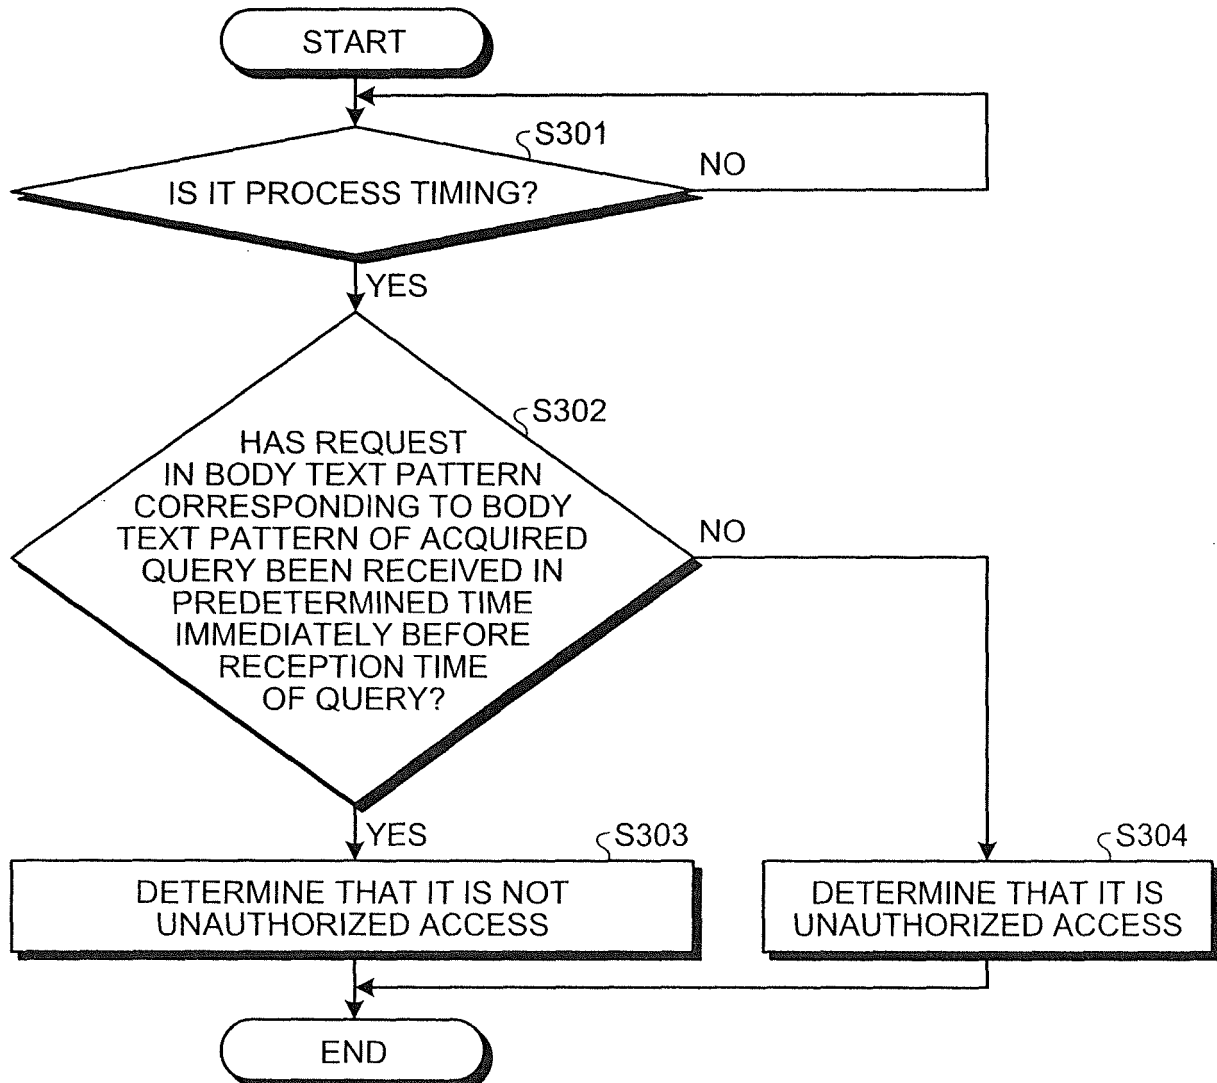 START
S301
IS IT PROCESS TIMING?
NO
YES
S302
HAS REQUEST
IN BODY TEXT PATTERN
CORRESPONDING TO BODY
TEXT PATTERN OF ACQUIRED
QUERY BEEN RECEIVED IN
PREDETERMINED TIME
IMMEDIATELY BEFORE
RECEPTION TIME
OF QUERY?
NO
YES
S303
DETERMINE THAT IT IS NOT
UNAUTHORIZED ACCESS
S304
DETERMINE THAT IT IS
UNAUTHORIZED ACCESS
END